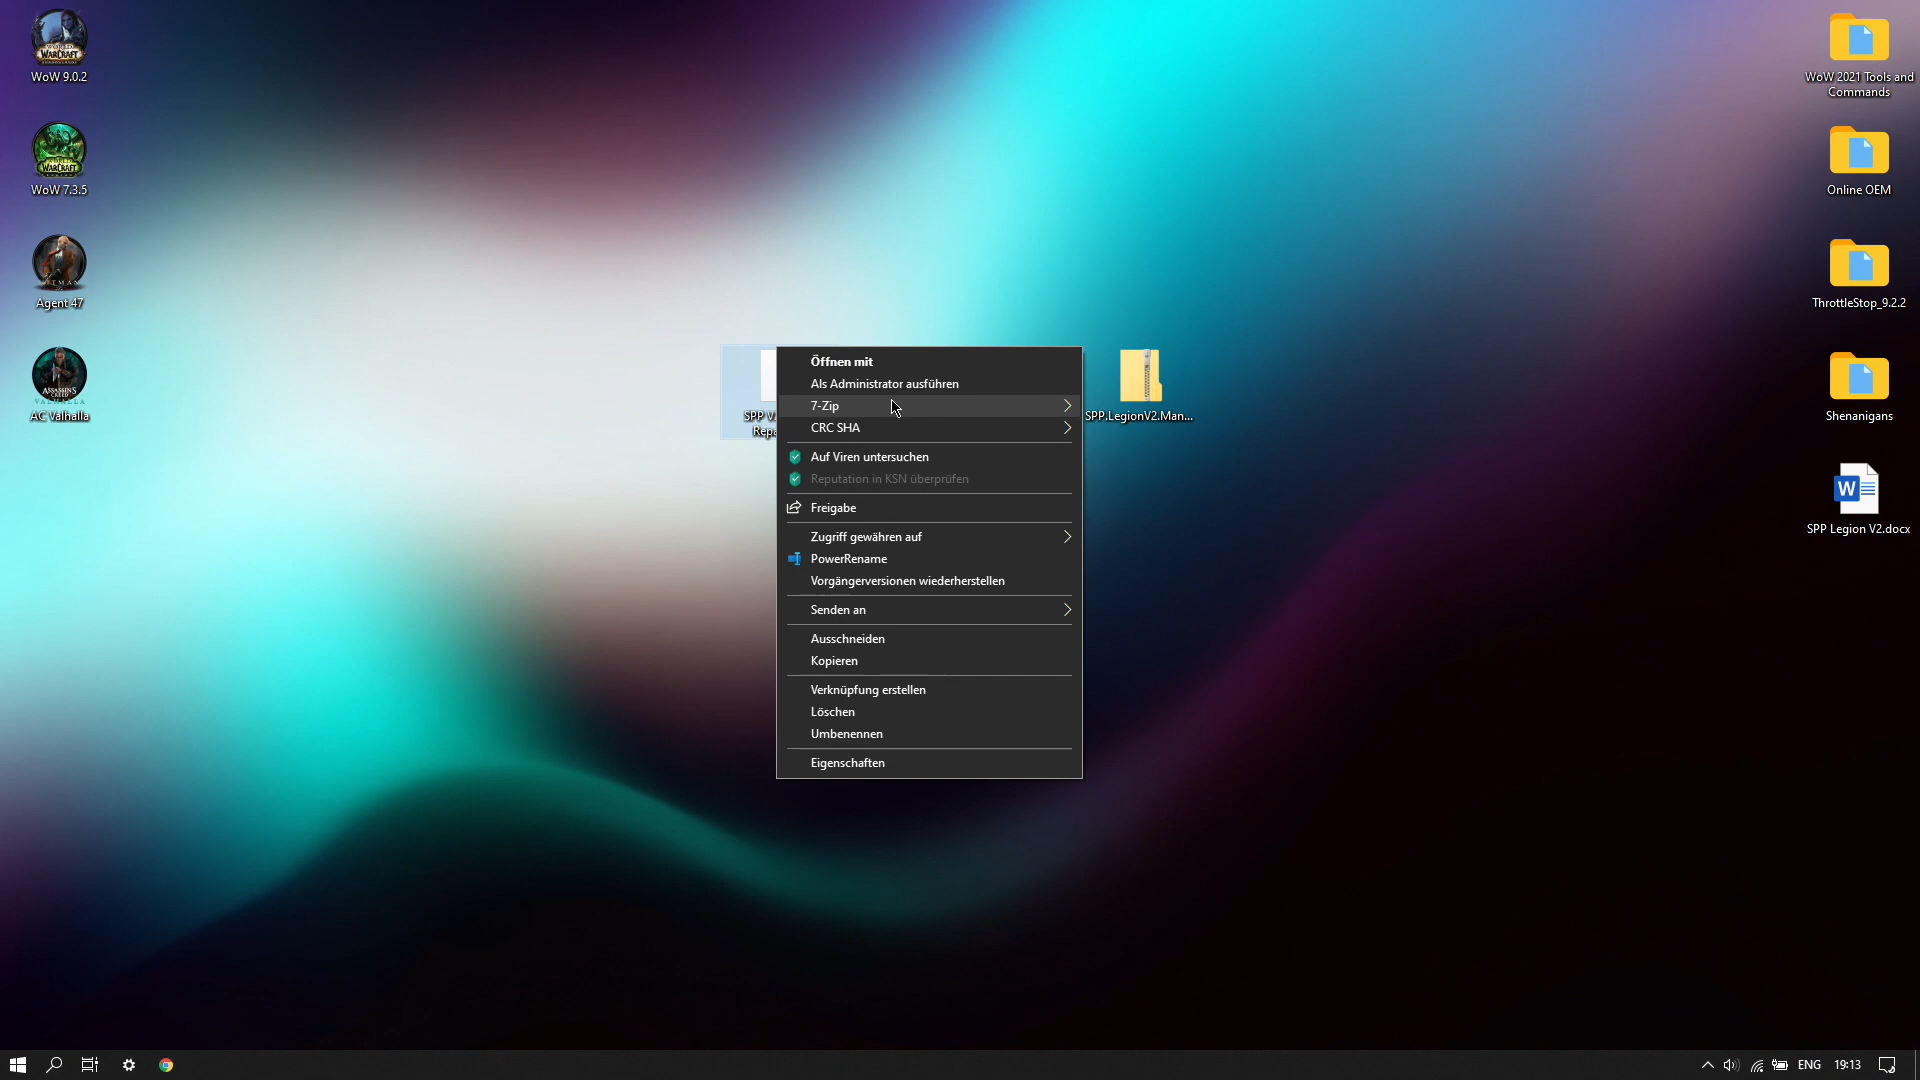 WoW 9.0.2
WoW 7.3.5
Agent 47
AC Valhalla
SPP V
Repa
Öffnen mit
Als Administrator ausführen
7-Zip
CRC SHA
Auf Viren untersuchen
Reputation in KSN überprüfen
Freigabe
Zugriff gewähren auf
PowerRename
Vorgängerversionen wiederherstellen
Senden an
Ausschneiden
Kopieren
Verknüpfung erstellen
Löschen
Umbenennen
Eigenschaften
SPP.LegionV2.Man...
WoW 2021 Tools and
Commands
Online OEM
ThrottleStop_9.2.2
Shenanigans
W
SPP Legion V2.docx
ENG
19:13